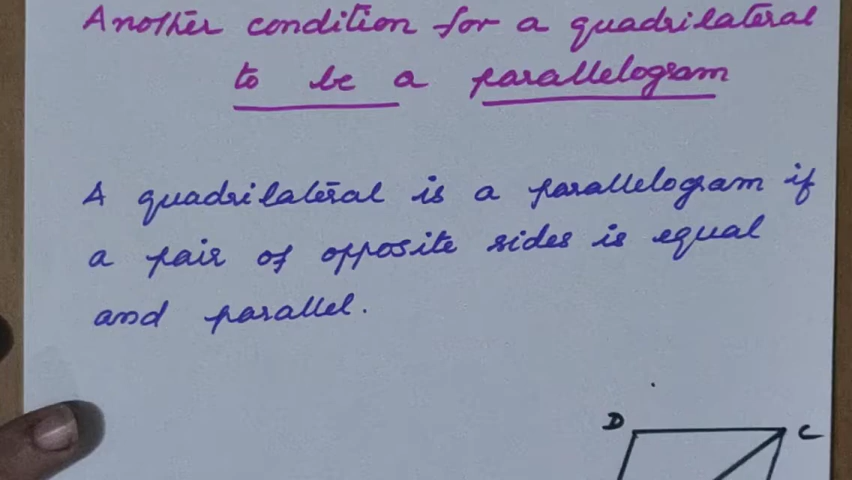 Another condition for a quadrilateral
to be a parallelogram
A quadrilateral is a parallelogram if
a pair of opposite sides is equal
and parallel.
D C